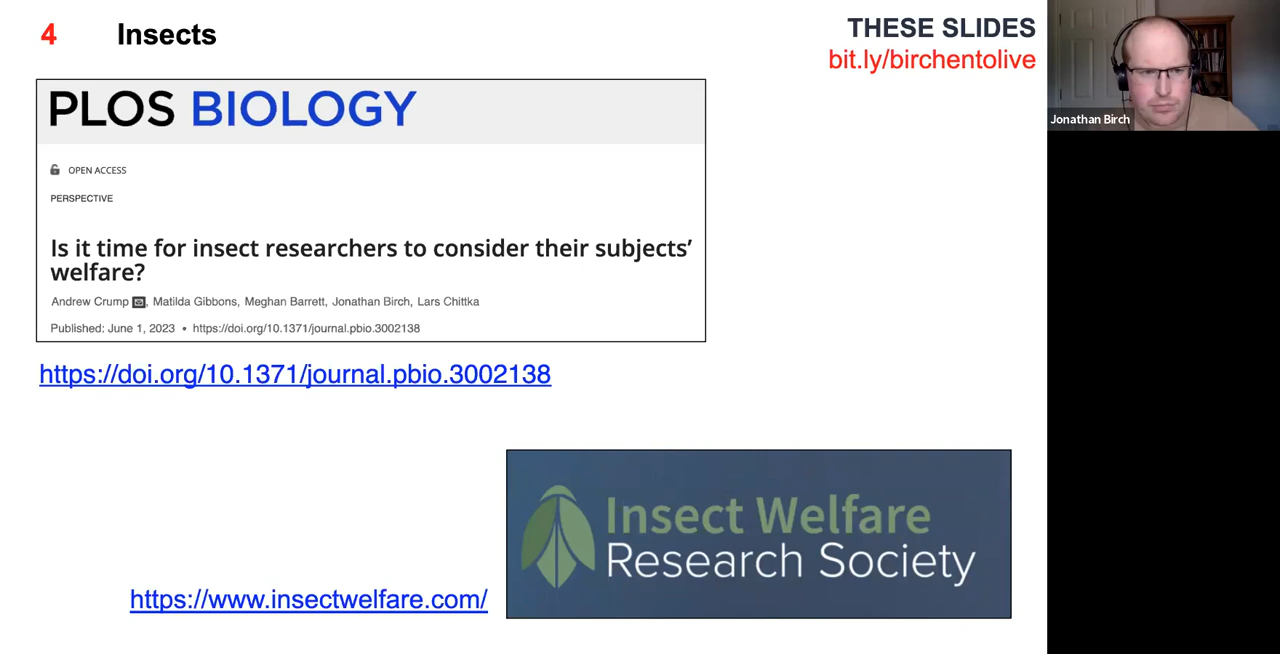 4 Insects
THESE SLIDES
bit.ly/birchentolive
Jonathan Birch
PLOS BIOLOGY
OPEN ACCESS
PERSPECTIVE
Is it time for insect researchers to consider their subjects’
welfare?
Andrew Crump , Matilda Gibbons, Meghan Barrett, Jonathan Birch, Lars Chittka
Published: June 1, 2023 • https://doi.org/10.1371/journal.pbio.3002138
https://doi.org/10.1371/journal.pbio.3002138
Insect Welfare
Research Society
https://www.insectwelfare.com/